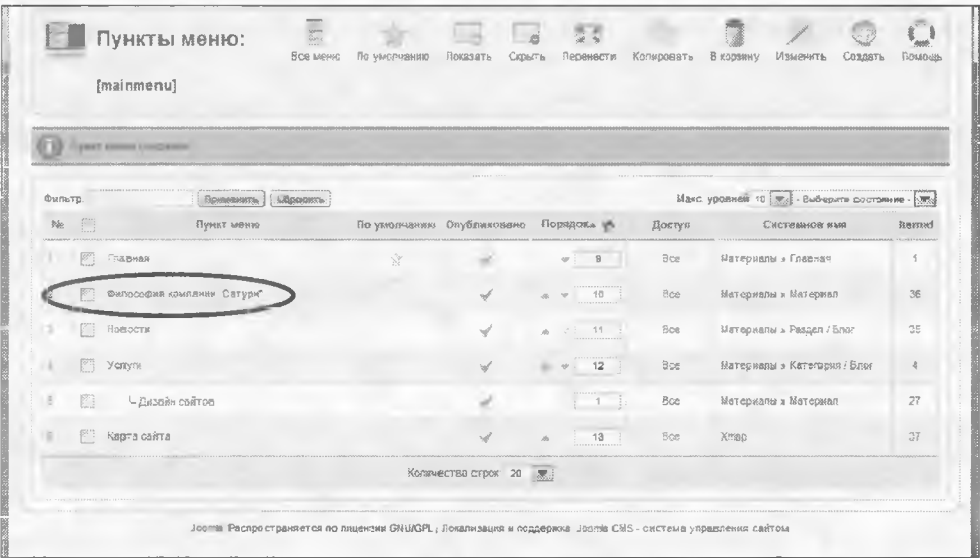 Пункты меню:
[mainmenu]
Все меню По умолчанию Показать Скрыть Перенести Копировать В корзину Изменить Создать Помощь
Пункт меню сохранен
Фильтр: Применить Сбросить Макс. уровней 10 - Выберите состояние -
№ Пункт меню По умолчанию Опубликовано Порядок Доступ Системное имя Itemid
1 Главная 9 Все Материалы » Главная 1
2 Философия компании "Сатурн" 10 Все Материалы » Материал 36
3 Новости 11 Все Материалы » Раздел / Блог 35
4 Услуги 12 Все Материалы » Категория / Блог 4
5 Дизайн сайтов 1 Все Материалы » Материал 27
6 Карта сайта 13 Все Xmap 37
Количества строк 20
Joomla Распространяется по лицензии GNU/GPL; Локализация и поддержка: Joomla CMS - система управления сайтом